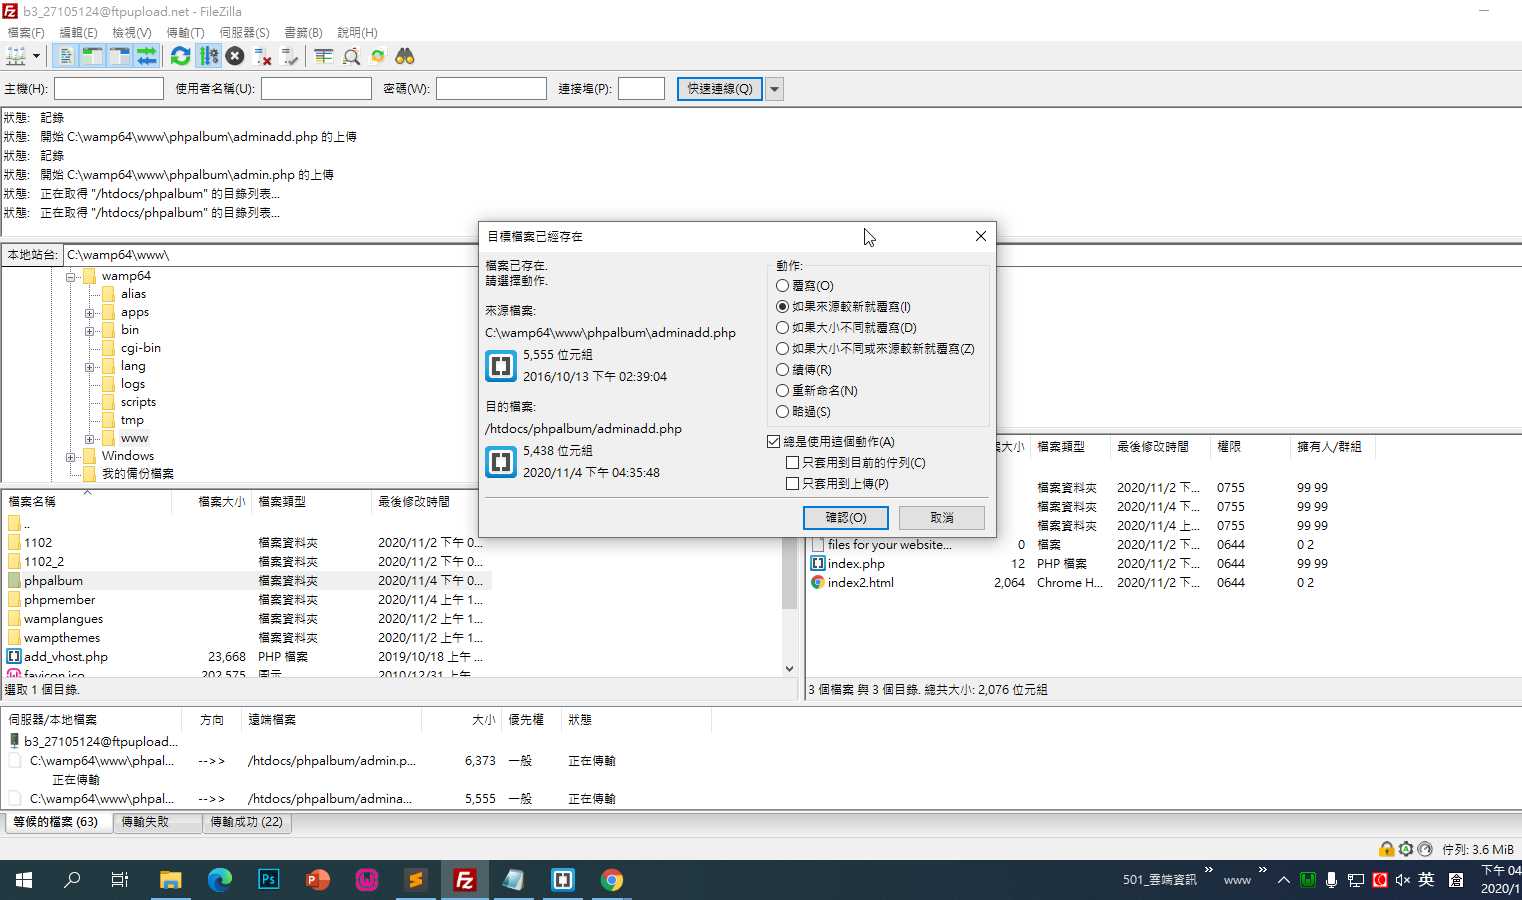 b3_27105124@ftpupload.net - FileZilla
檔案(F) 編輯(E) 檢視(V) 傳輸(T) 伺服器(S) 書籤(B) 說明(H)
主機(H): 使用者名稱(U): 密碼(W): 連接埠(P): 快速連線(Q)
狀態: 記錄
狀態: 開始 C:\wamp64\www\phpalbum\adminadd.php 的上傳
狀態: 記錄
狀態: 開始 C:\wamp64\www\phpalbum\admin.php 的上傳
狀態: 正在取得 "/htdocs/phpalbum" 的目錄列表...
狀態: 正在取得 "/htdocs/phpalbum" 的目錄列表...
本地站台: C:\wamp64\www\
wamp64
alias
apps
bin
cgi-bin
lang
logs
scripts
tmp
www
Windows
我的備份檔案
目標檔案已經存在
檔案已存在.
請選擇動作.
來源檔案:
C:\wamp64\www\phpalbum\adminadd.php
5,555 位元組
2016/10/13 下午 02:39:04
目的檔案:
/htdocs/phpalbum/adminadd.php
5,438 位元組
2020/11/4 下午 04:35:48
動作:
覆寫(O)
如果來源較新就覆寫(I)
如果大小不同就覆寫(D)
如果大小不同或來源較新就覆寫(Z)
續傳(R)
重新命名(N)
略過(S)
總是使用這個動作(A)
只套用到目前的佇列(C)
只套用到上傳(P)
確認(O) 取消
檔案名稱 檔案大小 檔案類型 最後修改時間
..
1102 檔案資料夾 2020/11/2 下午 0...
1102_2 檔案資料夾 2020/11/2 下午 0...
phpalbum 檔案資料夾 2020/11/4 下午 0...
phpmember 檔案資料夾 2020/11/4 上午 1...
wamplangues 檔案資料夾 2020/11/2 上午 1...
wampthemes 檔案資料夾 2020/11/2 上午 1...
add_vhost.php 23,668 PHP 檔案 2019/10/18 上午 ...
favicon.ico 202,575 圖示 2010/12/31 上午
選取 1 個目錄.
大小 檔案類型 最後修改時間 權限 擁有人/群組
檔案資料夾 2020/11/2 下... 0755 99 99
檔案資料夾 2020/11/4 下... 0755 99 99
檔案資料夾 2020/11/4 上... 0755 99 99
files for your website... 0 檔案 2020/11/2 下... 0644 0 2
index.php 12 PHP 檔案 2020/11/2 下... 0644 99 99
index2.html 2,064 Chrome H... 2020/11/2 下... 0644 0 2
3 個檔案 與 3 個目錄. 總共大小: 2,076 位元組
伺服器/本地檔案 方向 遠端檔案 大小 優先權 狀態
b3_27105124@ftpupload...
C:\wamp64\www\phpal... -->> /htdocs/phpalbum/admin.p... 6,373 一般 正在傳輸
正在傳輸
C:\wamp64\www\phpal... -->> /htdocs/phpalbum/admina... 5,555 一般 正在傳輸
等候的檔案 (63) 傳輸失敗 傳輸成功 (22)
佇列: 3.6 MiB
501_雲端資訊 www 英 倉
下午 04
2020/1